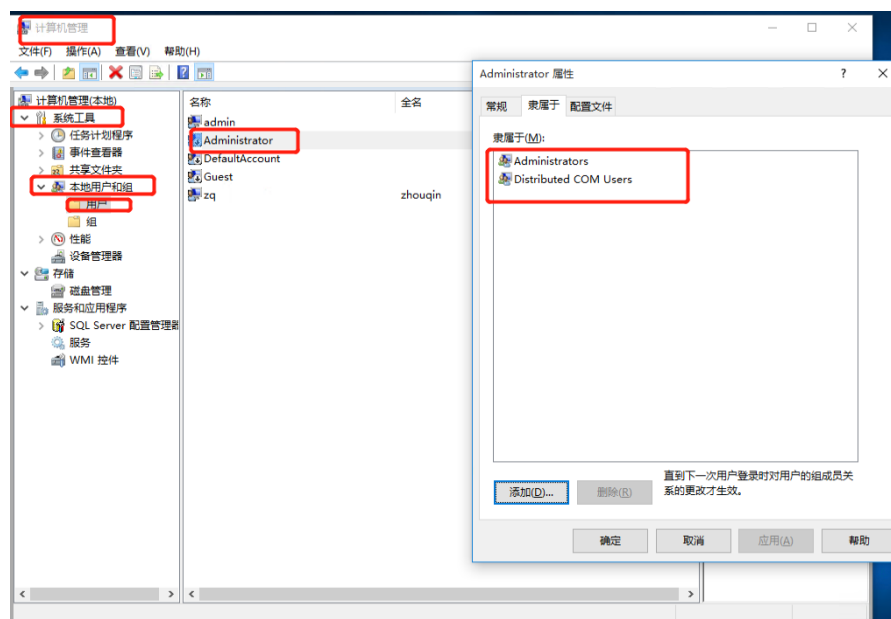 计算机管理
文件(F) 操作(A) 查看(V) 帮助(H)
计算机管理(本地)
系统工具
任务计划程序
事件查看器
共享文件夹
本地用户和组
用户
组
性能
设备管理器
存储
磁盘管理
服务和应用程序
SQL Server 配置管理器
服务
WMI 控件
名称 全名
admin
Administrator
DefaultAccount
Guest
zq zhouqin
Administrator 属性
常规 隶属于 配置文件
隶属于(M):
Administrators
Distributed COM Users
添加(D)... 删除(R)
直到下一次用户登录时对用户的组成员关
系的更改才生效。
确定 取消 应用(A) 帮助